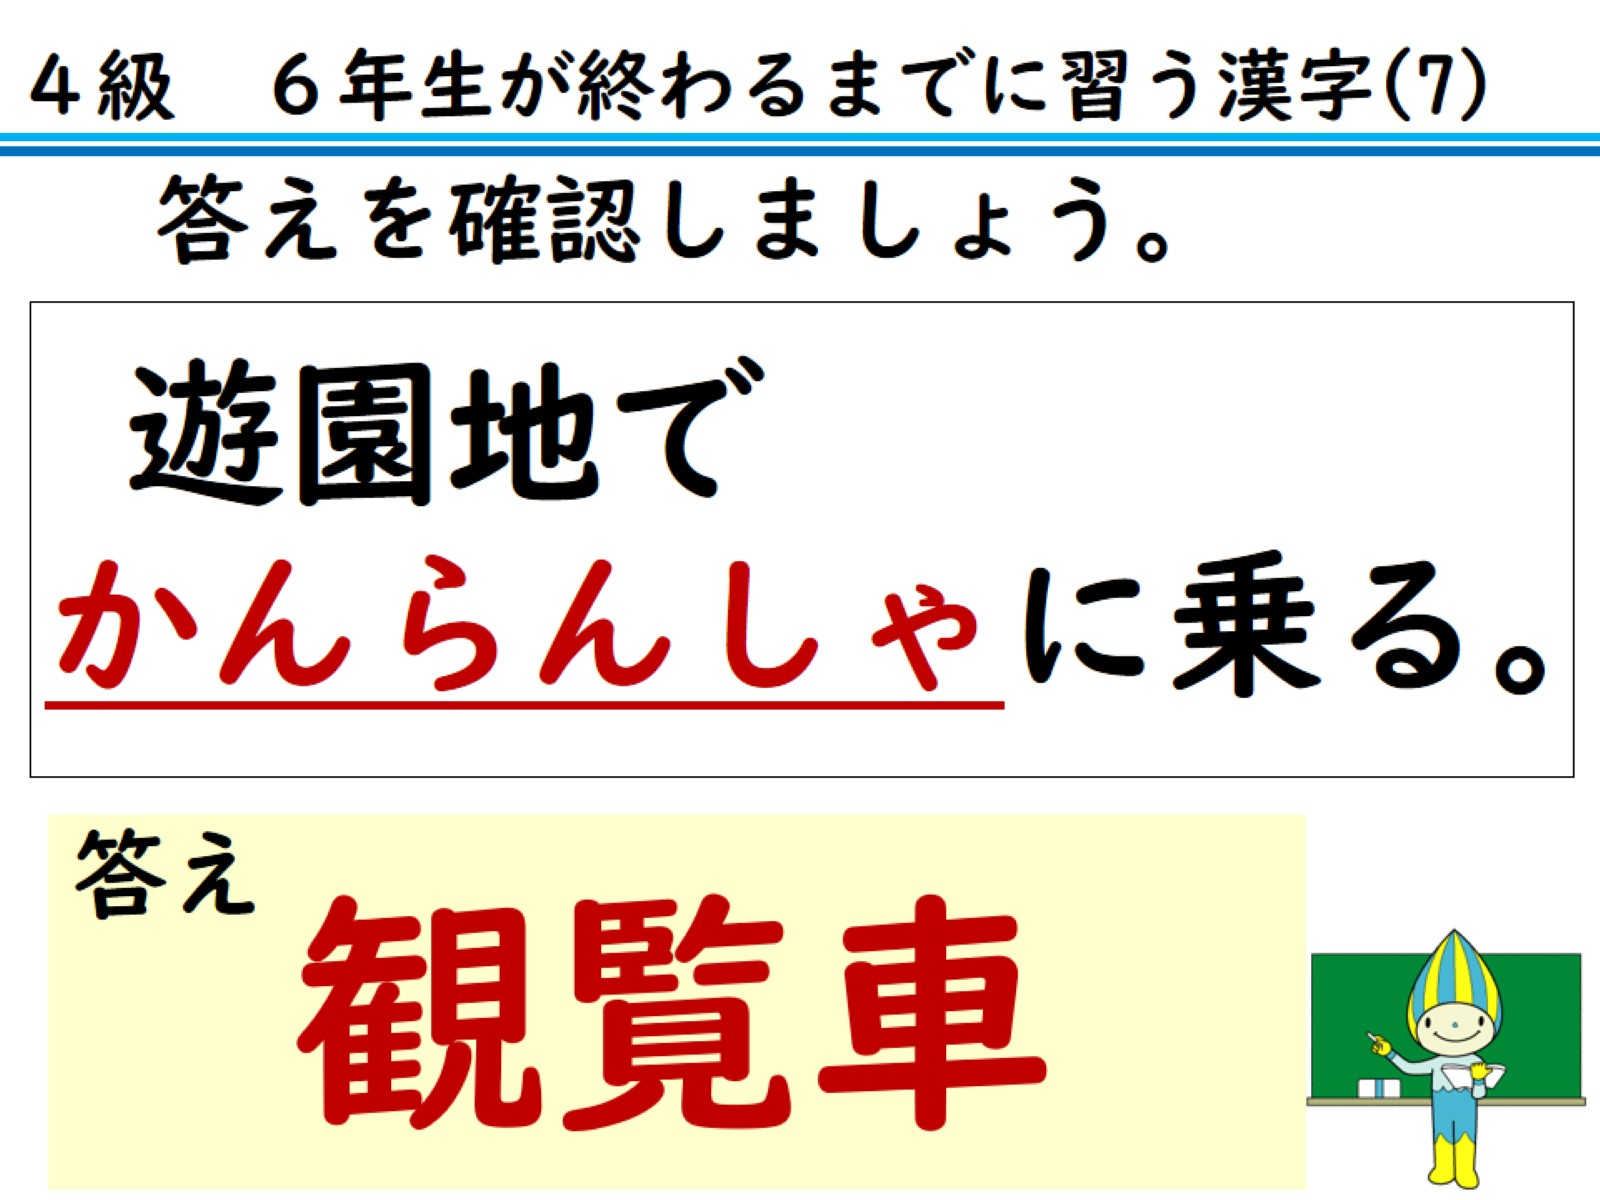 ４級　６年生が終わるまでに習う漢字(7)
答えを確認しましょう。
遊園地で
かんらんしゃに乗る。
答え
観覧車